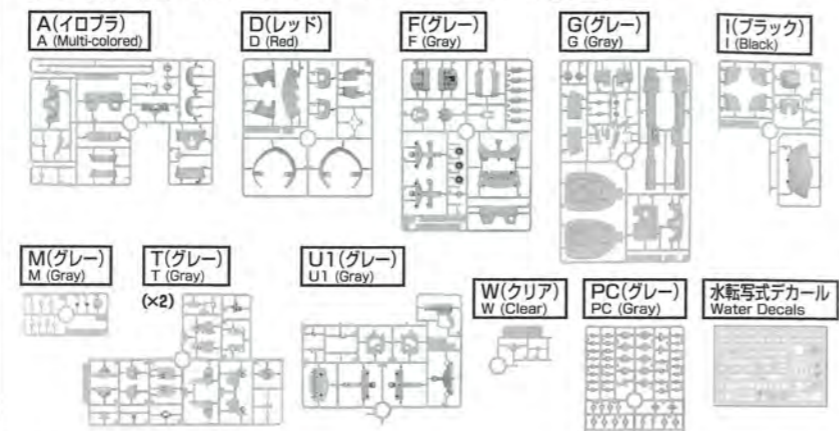 A(イロプラ)
A (Multi-colored)
D(レッド)
D (Red)
F(グレー)
F (Gray)
G(グレー)
G (Gray)
I(ブラック)
I (Black)
M(グレー)
M (Gray)
T(グレー)
T (Gray)
(×2)
U1(グレー)
U1 (Gray)
W(クリア)
W (Clear)
PC(グレー)
PC (Gray)
水転写式デカール
Water Decals